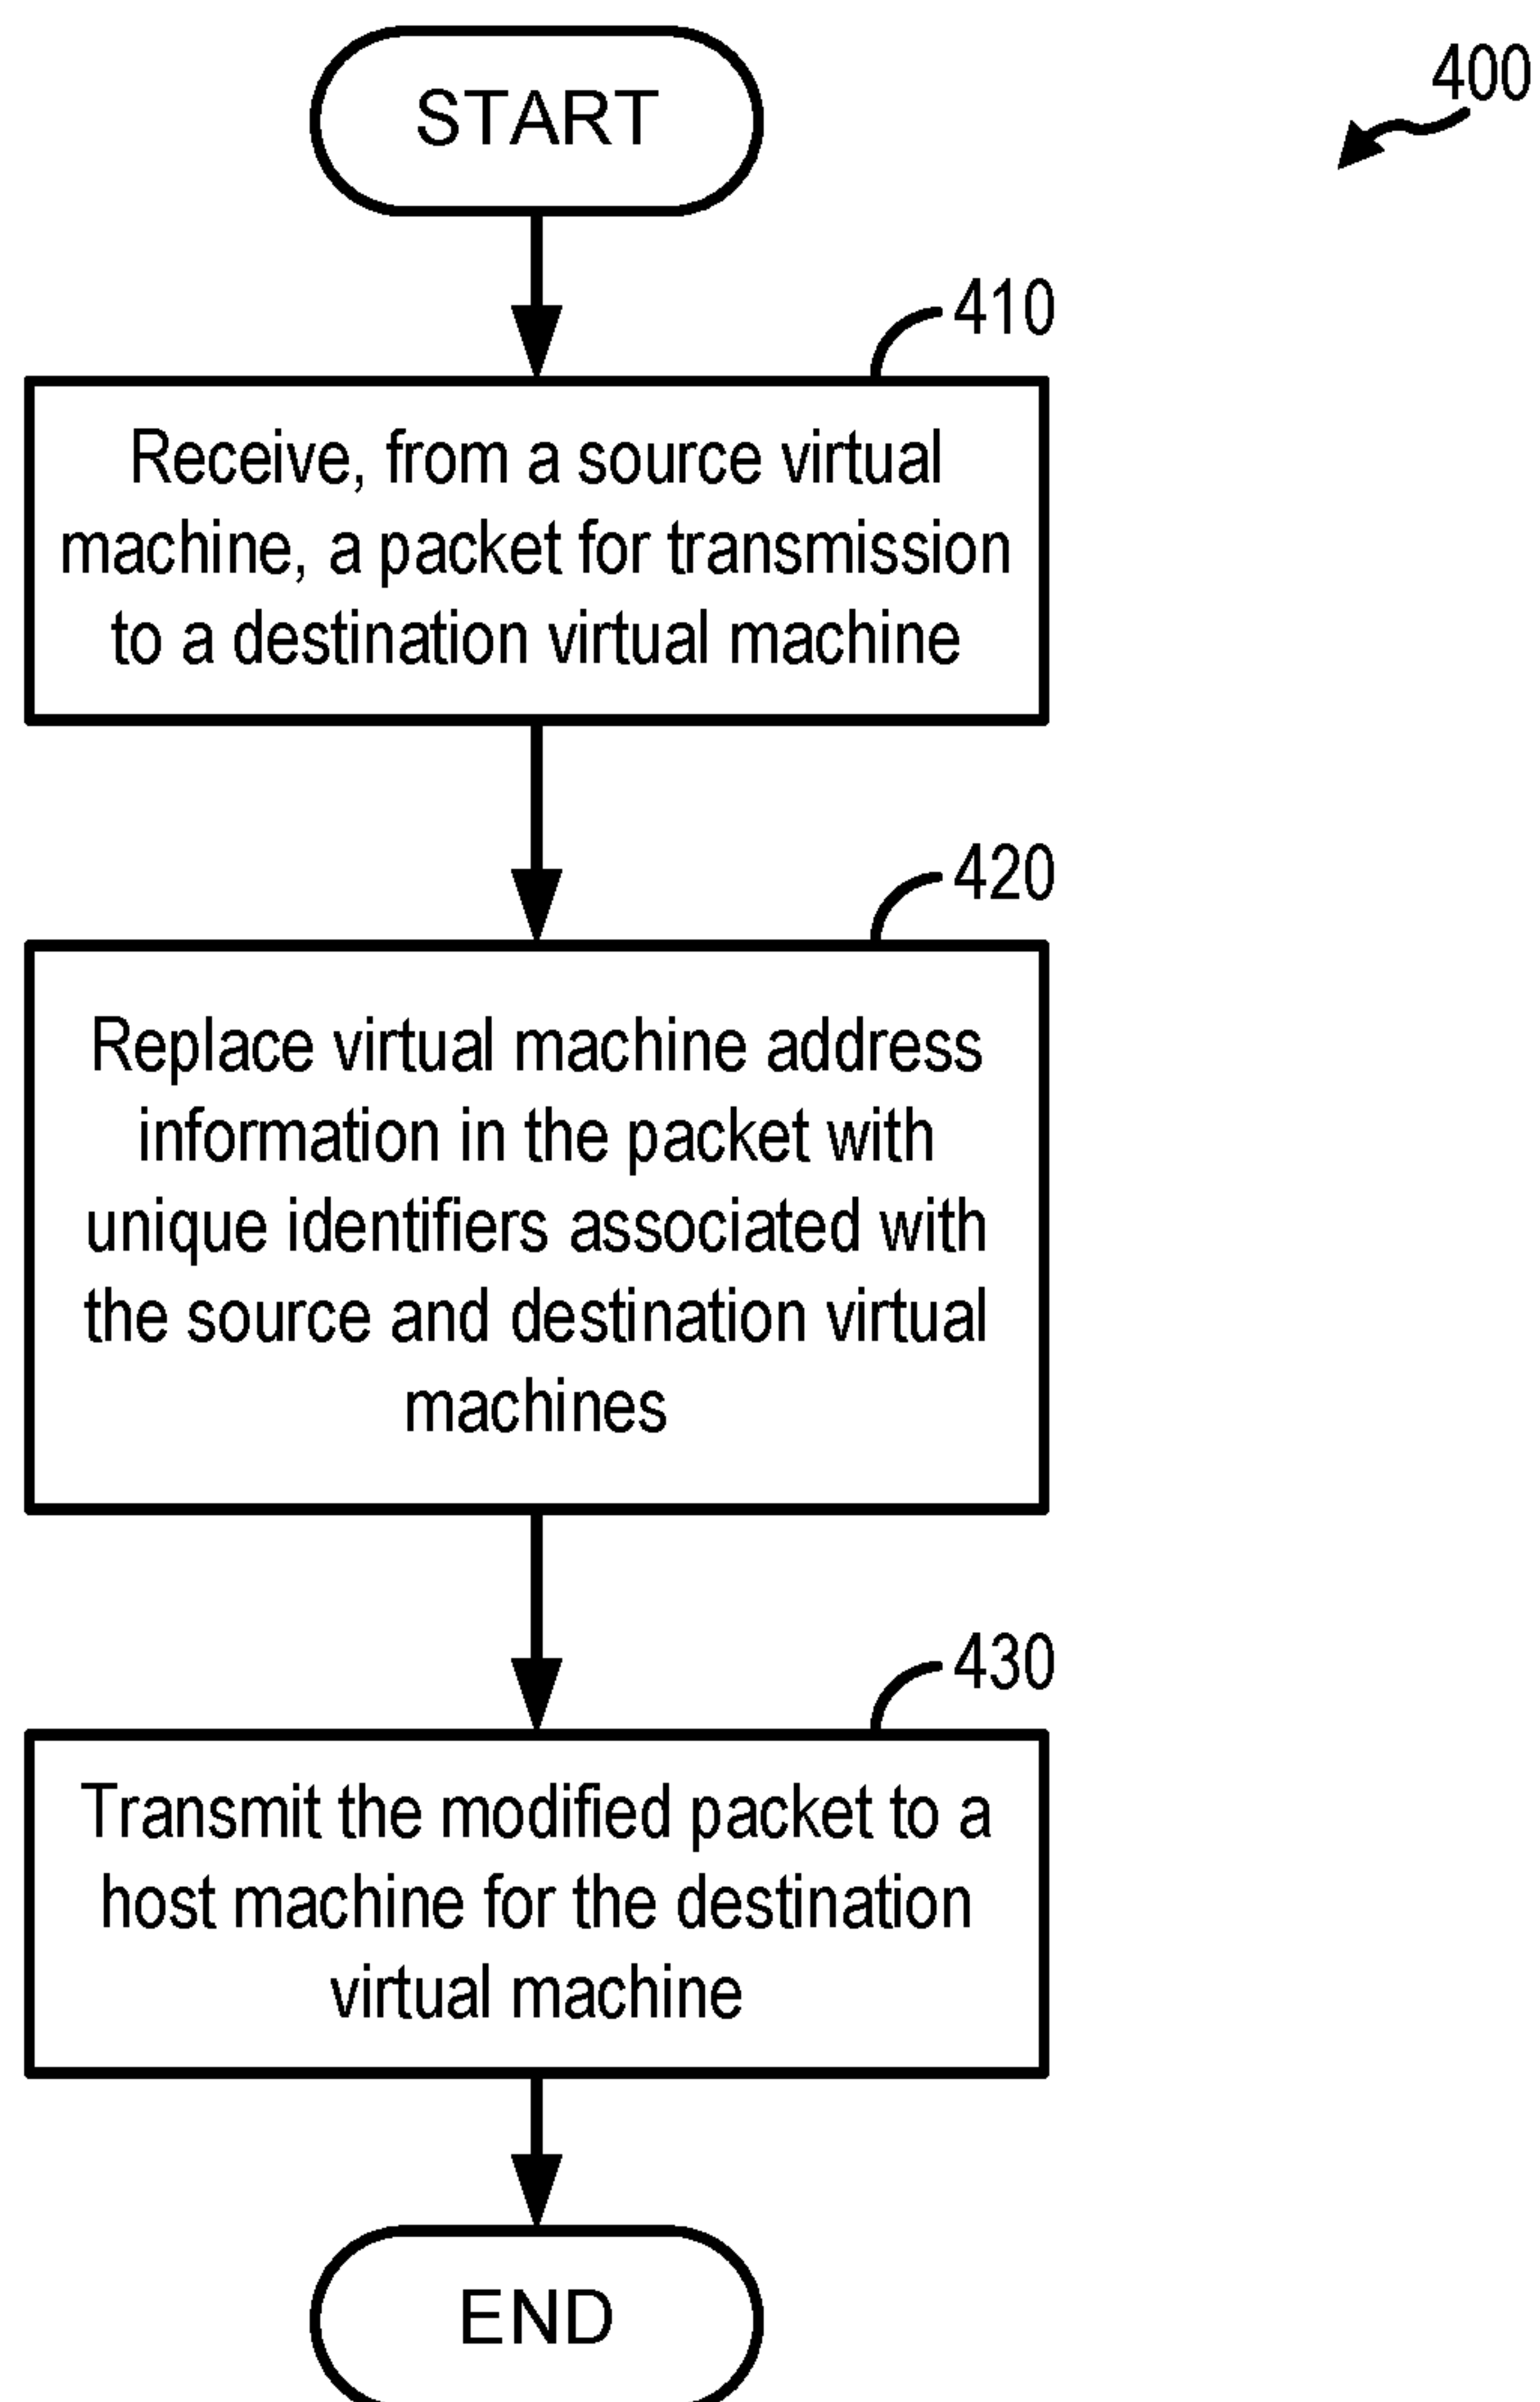 START
400
410
Receive, from a source virtual
machine, a packet for transmission
to a destination virtual machine
420
Replace virtual machine address
information in the packet with
unique identifiers associated with
the source and destination virtual
machines
430
Transmit the modified packet to a
host machine for the destination
virtual machine
END